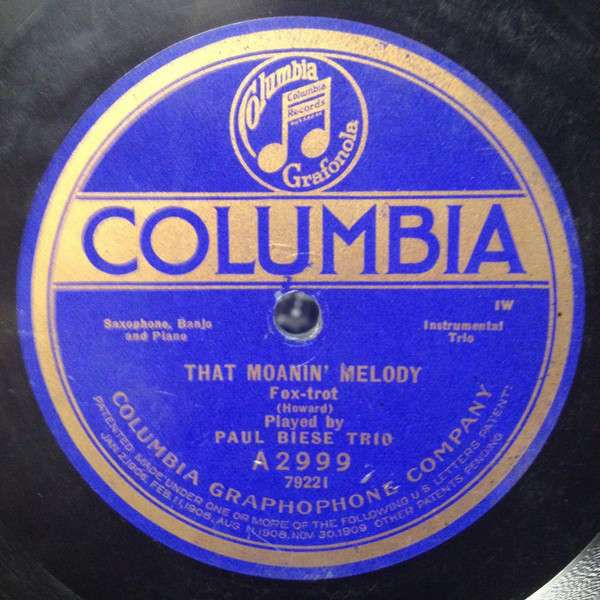 Columbia
Columbia
Records
Grafonola
COLUMBIA
1W
Saxophone, Banjo
and Piano
Instrumental
Trio
THAT MOANIN' MELODY
Fox-trot
(Howard)
Played by
PAUL BIESE TRIO
A2999
79221
COLUMBIA GRAPHOPHONE COMPANY
PATENTED MADE UNDER ONE OR MORE OF THE FOLLOWING U.S. LETTERS PATENT:
JAN. 2, 1906, FEB. 11, 1908, AUG 11, 1908, NOV 30, 1909 OTHER PATENTS PENDING